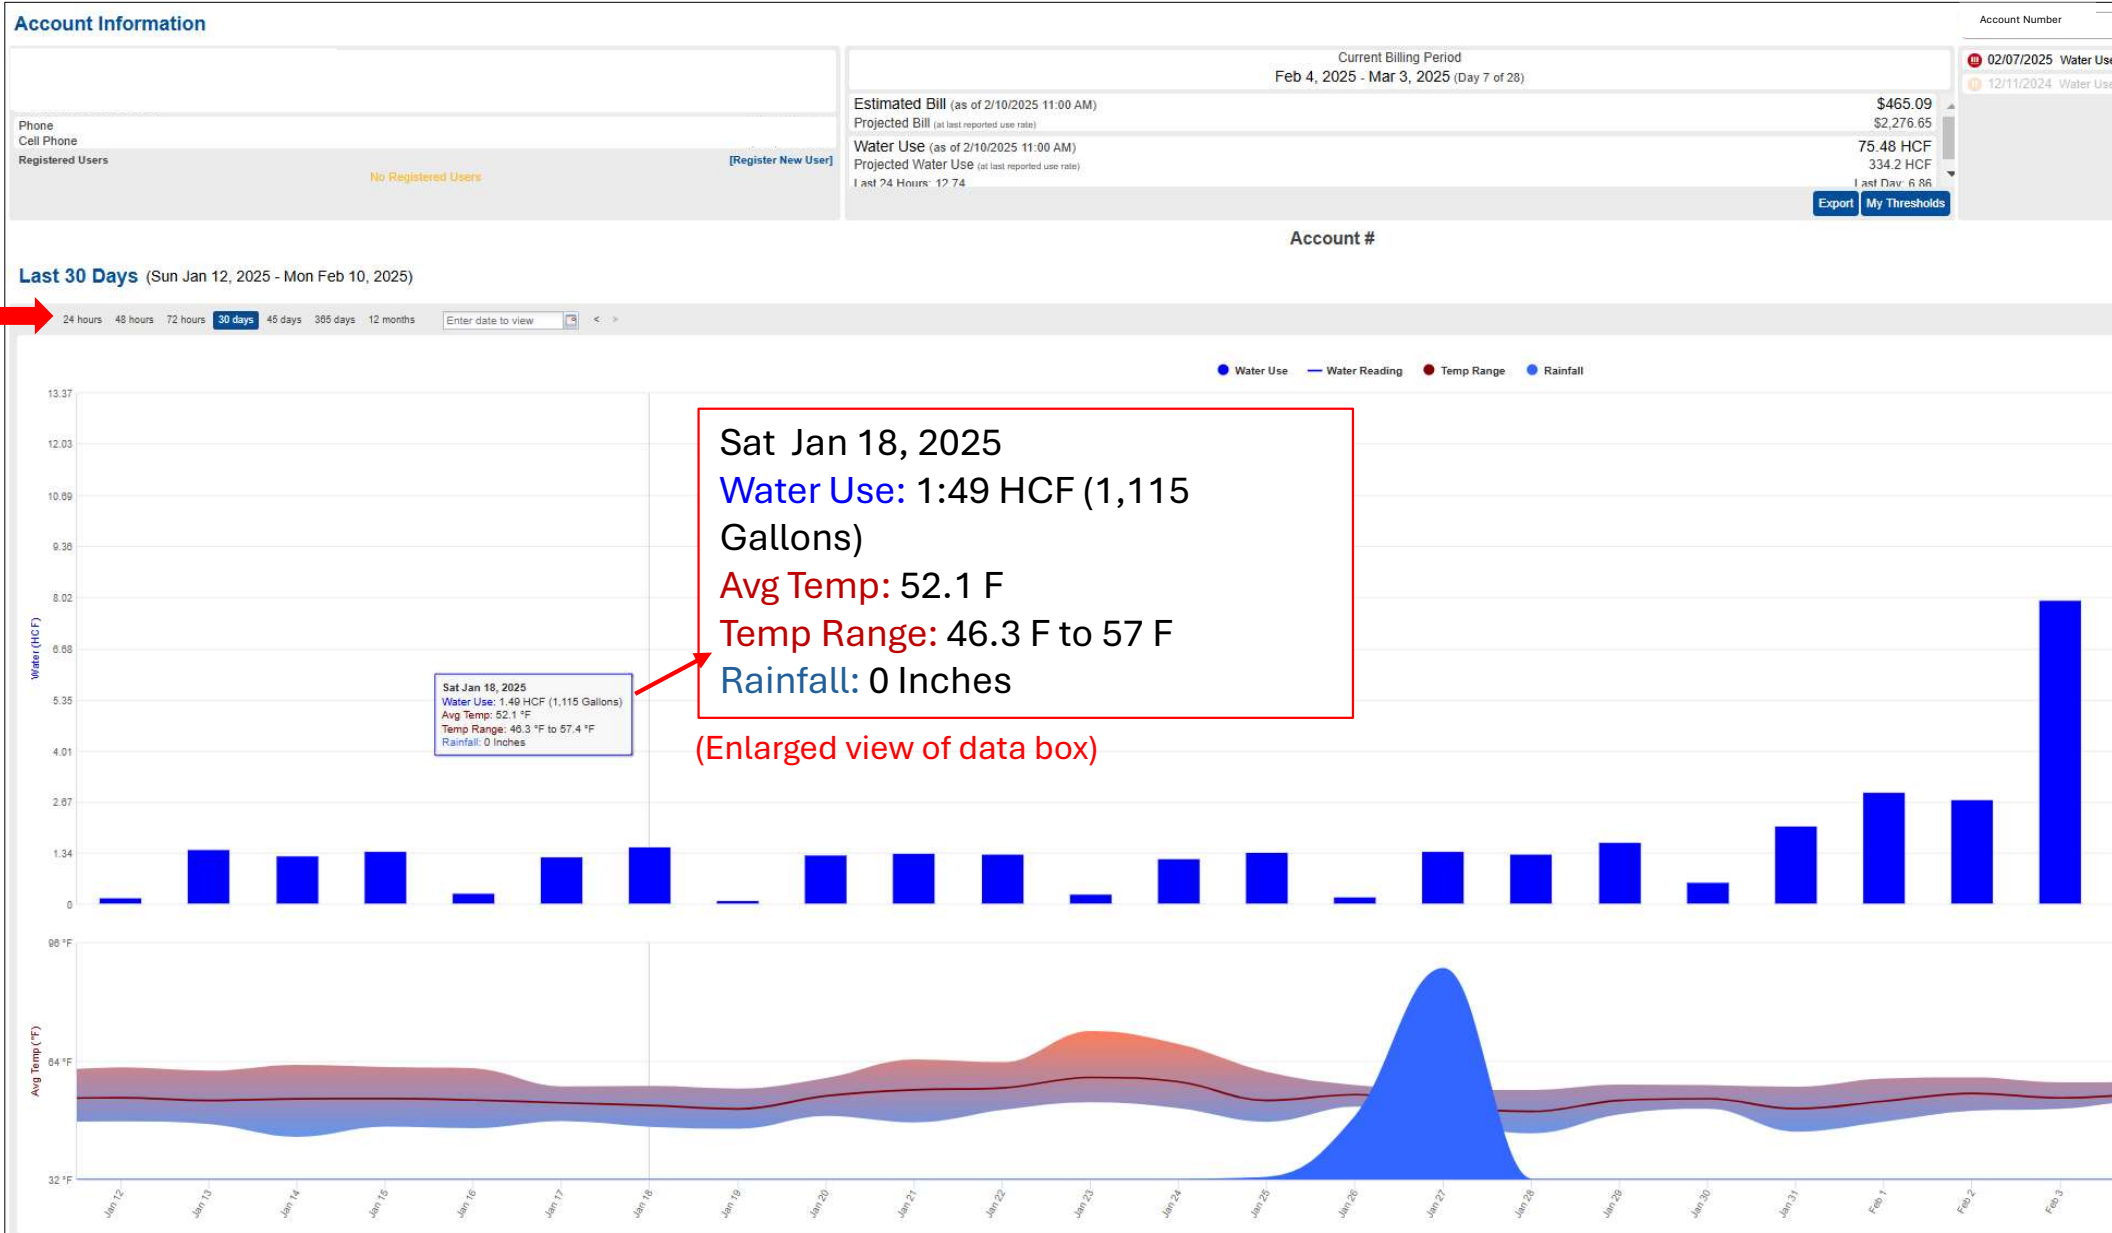 Account Information
Account Number
Current Billing Period
Feb 4, 2025 - Mar 3, 2025 (Day 7 of 28)
02/07/2025 Water Use
12/11/2024 Water Use
Estimated Bill (as of 2/10/2025 11:00 AM) $465.09
Projected Bill (at last reported use rate) $2,276.65
Phone
Cell Phone
Water Use (as of 2/10/2025 11:00 AM) 75.48 HCF
Projected Water Use (at last reported use rate) 334.2 HCF
Last 24 Hours: 12.74 Last Day: 6.86
Registered Users [Register New User]
No Registered Users
Export My Thresholds
Account #
Last 30 Days (Sun Jan 12, 2025 - Mon Feb 10, 2025)
24 hours 48 hours 72 hours 30 days 45 days 365 days 12 months Enter date to view < >
Water Use Water Reading Temp Range Rainfall
13.37
12.03
10.69
9.36
8.02
6.68
5.35
4.01
2.67
1.34
0
Water (HCF)
Sat Jan 18, 2025
Water Use: 1:49 HCF (1,115
Gallons)
Avg Temp: 52.1 F
Temp Range: 46.3 F to 57 F
Rainfall: 0 Inches
(Enlarged view of data box)
Sat Jan 18, 2025
Water Use: 1.49 HCF (1,115 Gallons)
Avg Temp: 52.1 °F
Temp Range: 46.3 °F to 57.4 °F
Rainfall: 0 Inches
96 °F
64 °F
32 °F
Avg Temp (°F)
Jan 12 Jan 13 Jan 14 Jan 15 Jan 16 Jan 17 Jan 18 Jan 19 Jan 20 Jan 21 Jan 22 Jan 23 Jan 24 Jan 25 Jan 26 Jan 27 Jan 28 Jan 29 Jan 30 Jan 31 Feb 1 Feb 2 Feb 3